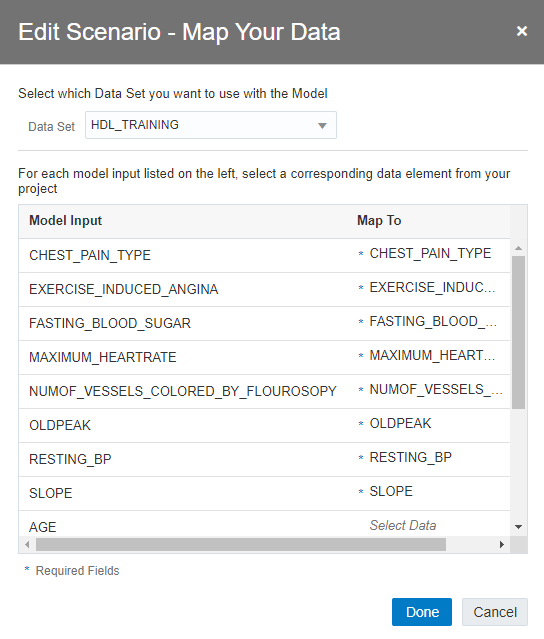 Edit Scenario - Map Your Data ×
Select which Data Set you want to use with the Model
Data Set HDL_TRAINING
For each model input listed on the left, select a corresponding data element from your
project
Model Input Map To
CHEST_PAIN_TYPE * CHEST_PAIN_TYPE
EXERCISE_INDUCED_ANGINA * EXERCISE_INDUC...
FASTING_BLOOD_SUGAR * FASTING_BLOOD_...
MAXIMUM_HEARTRATE * MAXIMUM_HEART...
NUMOF_VESSELS_COLORED_BY_FLOUROSOPY * NUMOF_VESSELS_...
OLDPEAK * OLDPEAK
RESTING_BP * RESTING_BP
SLOPE * SLOPE
AGE Select Data
* Required Fields
Done Cancel